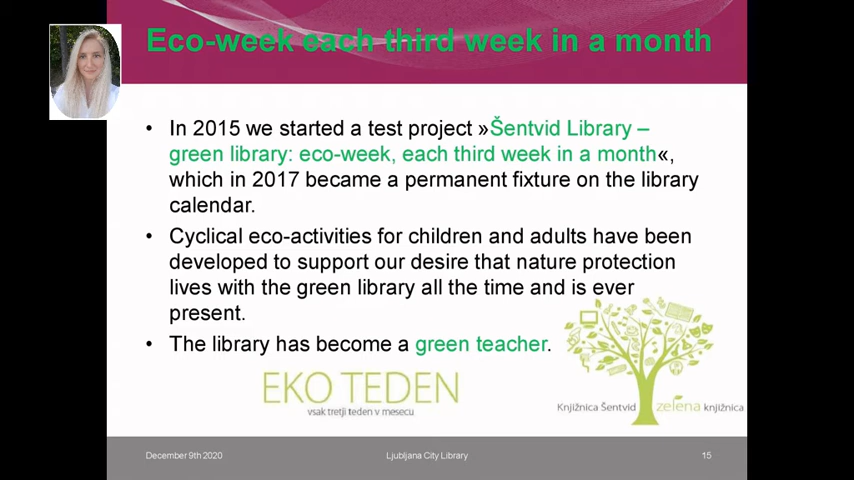 Eco-week each third week in a month
• In 2015 we started a test project »Šentvid Library –
green library: eco-week, each third week in a month«,
which in 2017 became a permanent fixture on the library
calendar.
• Cyclical eco-activities for children and adults have been
developed to support our desire that nature protection
lives with the green library all the time and is ever
present.
• The library has become a green teacher.
EKO TEDEN
vsak tretji teden v mesecu
Knjižnica Šentvid zelena knjižnica
December 9th 2020 Ljubljana City Library 15